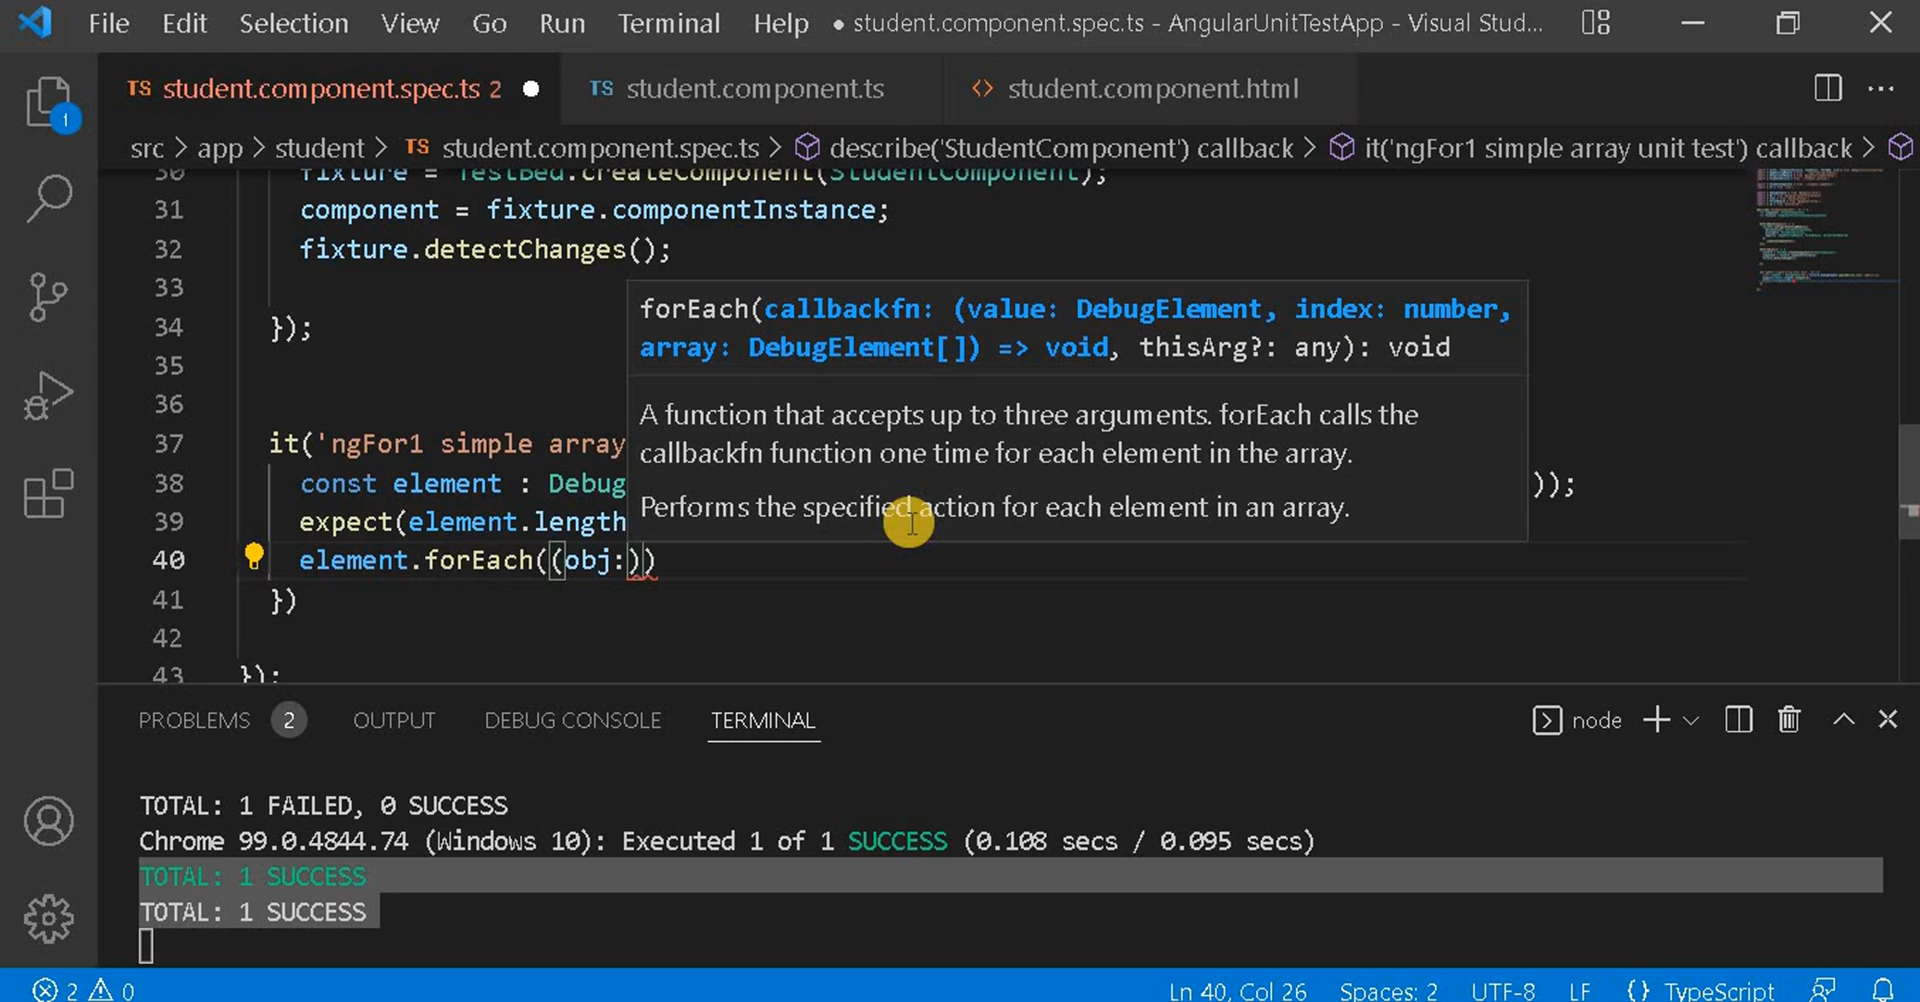 File Edit Selection View Go Run Terminal Help ● student.component.spec.ts - AngularUnitTestApp - Visual Stud...
TS student.component.spec.ts 2 ● TS student.component.ts <> student.component.html ...
1
src > app > student > TS student.component.spec.ts > describe('StudentComponent') callback > it('ngFor1 simple array unit test') callback >
30 fixture = TestBed.createComponent(StudentComponent);
31 component = fixture.componentInstance;
32 fixture.detectChanges();
33
34 });
35
36
37 it('ngFor1 simple array
38 const element : Debug ));
39 expect(element.length
40 element.forEach((obj:))
41 })
42
43 });
forEach(callbackfn: (value: DebugElement, index: number,
array: DebugElement[]) => void, thisArg?: any): void
A function that accepts up to three arguments. forEach calls the
callbackfn function one time for each element in the array.
Performs the specified action for each element in an array.
PROBLEMS 2 OUTPUT DEBUG CONSOLE TERMINAL node
TOTAL: 1 FAILED, 0 SUCCESS
Chrome 99.0.4844.74 (Windows 10): Executed 1 of 1 SUCCESS (0.108 secs / 0.095 secs)
TOTAL: 1 SUCCESS
TOTAL: 1 SUCCESS
2 0 Ln 40, Col 26 Spaces: 2 UTF-8 LF {} TypeScript